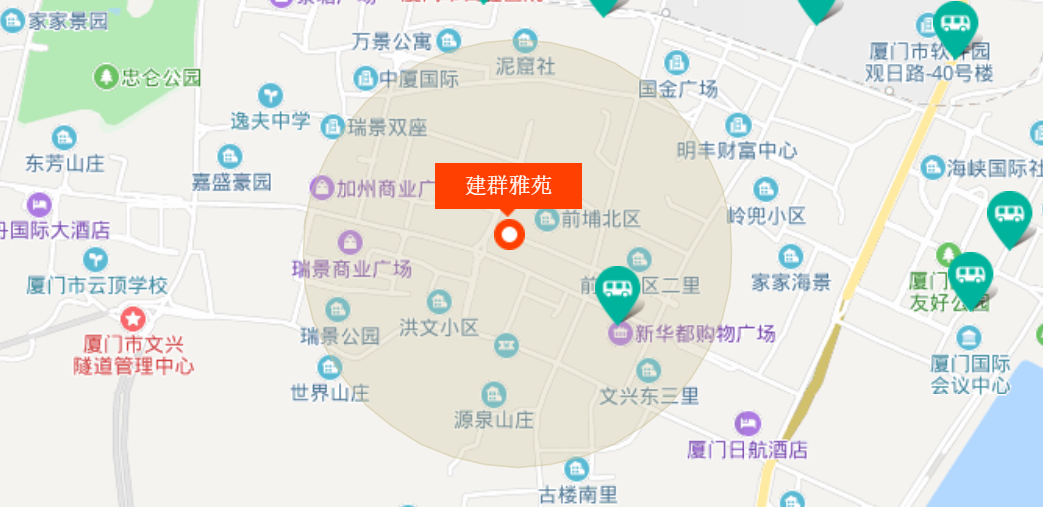 家家景园
万景公寓
泥窟社
厦门市软件园
观日路-40号楼
忠仑公园
中厦国际
国金广场
逸夫中学
瑞景双座
明丰财富中心
东芳山庄
嘉盛豪园
加州商业广
建群雅苑
海峡国际社
前埔北区
岭兜小区
国际大酒店
瑞景商业广场
厦门市云顶学校
前
区二里
家家海景
厦门
友好公园
厦门市文兴
隧道管理中心
瑞景公园
洪文小区
新华都购物广场
厦门国际
会议中心
世界山庄
文兴东三里
源泉山庄
厦门日航酒店
古楼南里